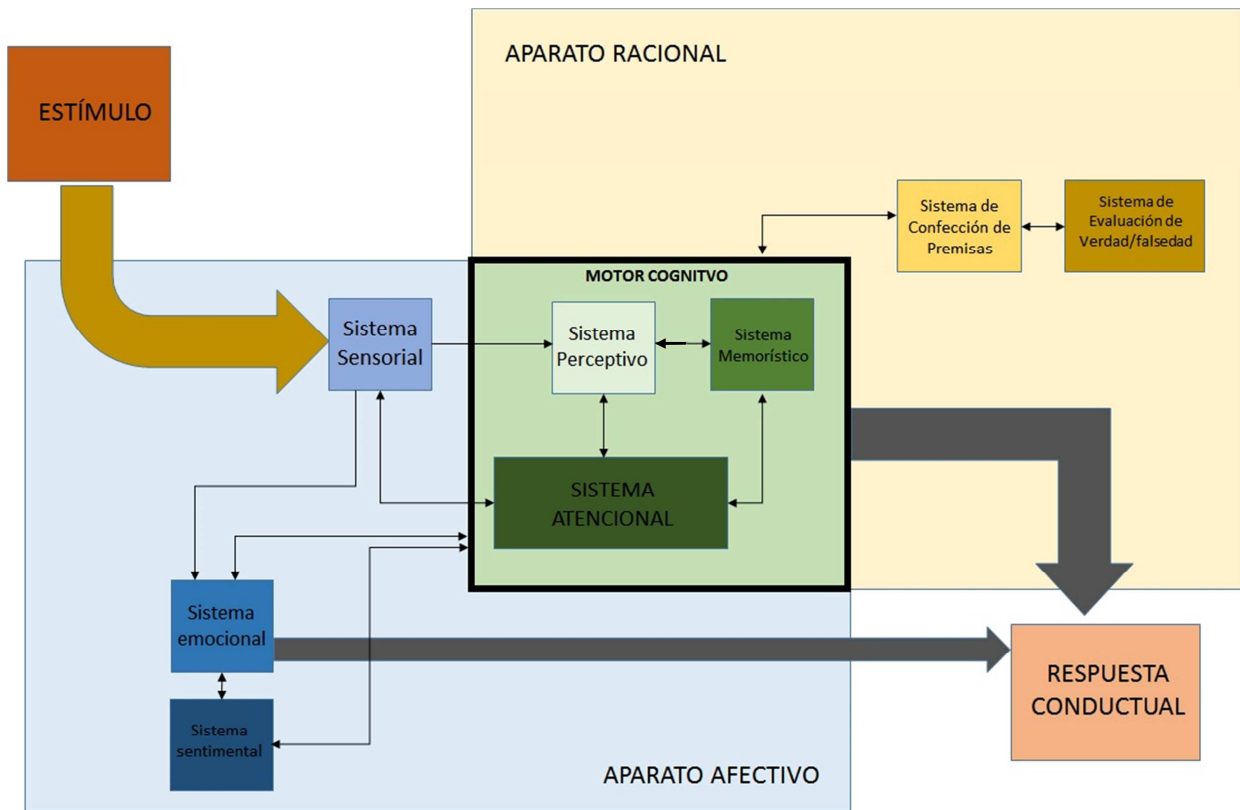 APARATO RACIONAL
ESTÍMULO
Sistema de
Confección de
Premisas
Sistema de
Evaluación de
Verdad/falsedad
MOTOR COGNITVO
Sistema
Sensorial
Sistema
Perceptivo
Sistema
Memorístico
SISTEMA
ATENCIONAL
Sistema
emocional
Sistema
sentimental
RESPUESTA
CONDUCTUAL
APARATO AFECTIVO